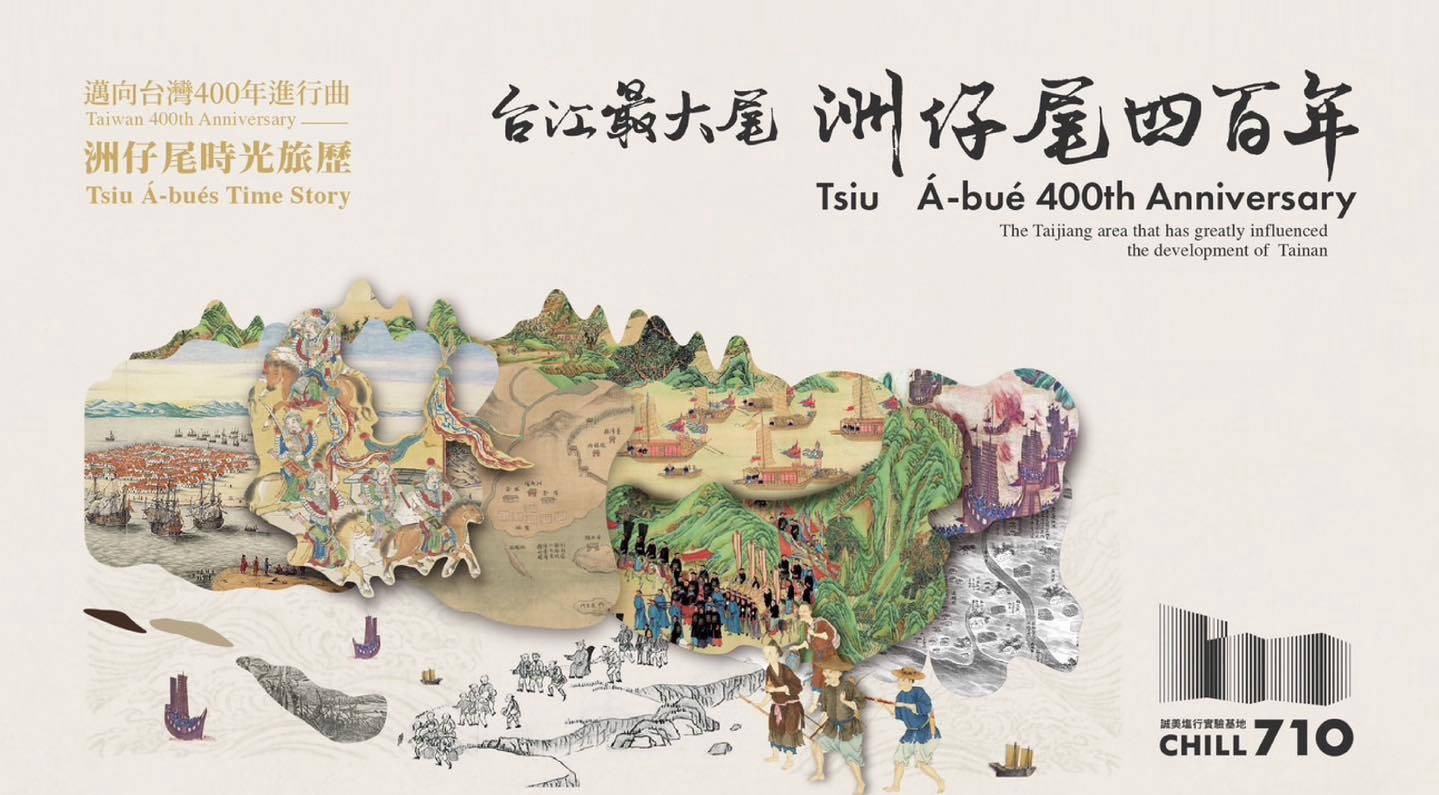 邁向台灣400年進行曲
Taiwan 400th Anniversary
洲仔尾時光旅歷
Tsiu Á-bués Time Story
台江最大尾 洲仔尾四百年
Tsiu Á-bué 400th Anniversary
The Taijiang area that has greatly influenced
the development of Tainan
誠美塩行實驗基地
CHILL 710